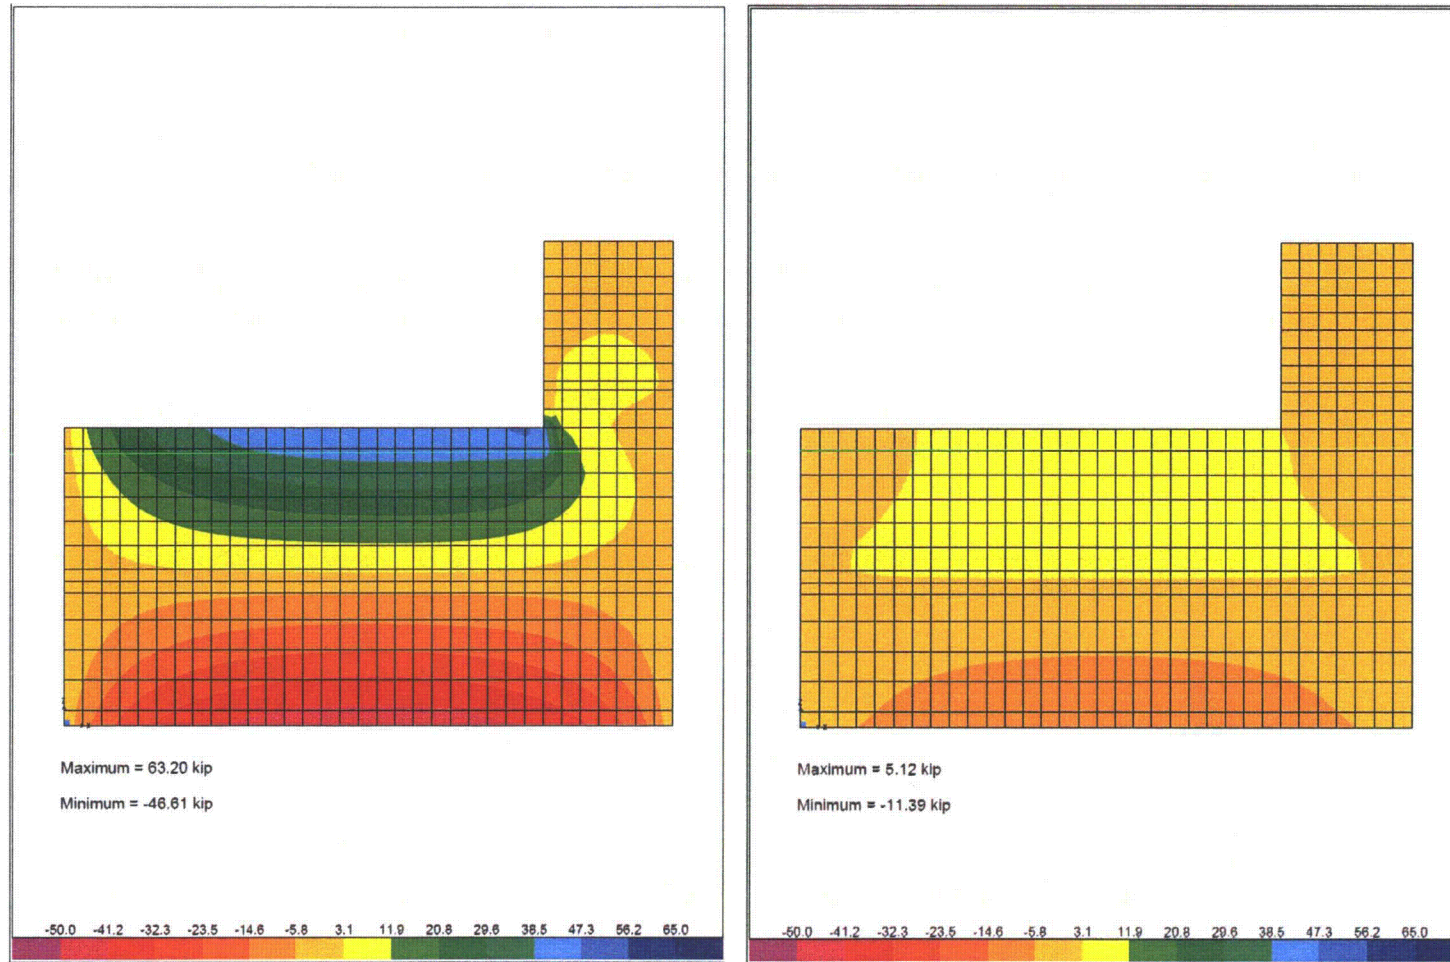 Maximum = 63.20 kip
Minimum = -46.61 kip
-50.0 -41.2 -32.3 -23.5 -14.6 -5.8 3.1 11.9 20.8 29.6 38.5 47.3 56.2 65.0
Maximum = 5.12 kip
Minimum = -11.39 kip
-50.0 -41.2 -32.3 -23.5 -14.6 -5.8 3.1 11.9 20.8 29.6 38.5 47.3 56.2 65.0